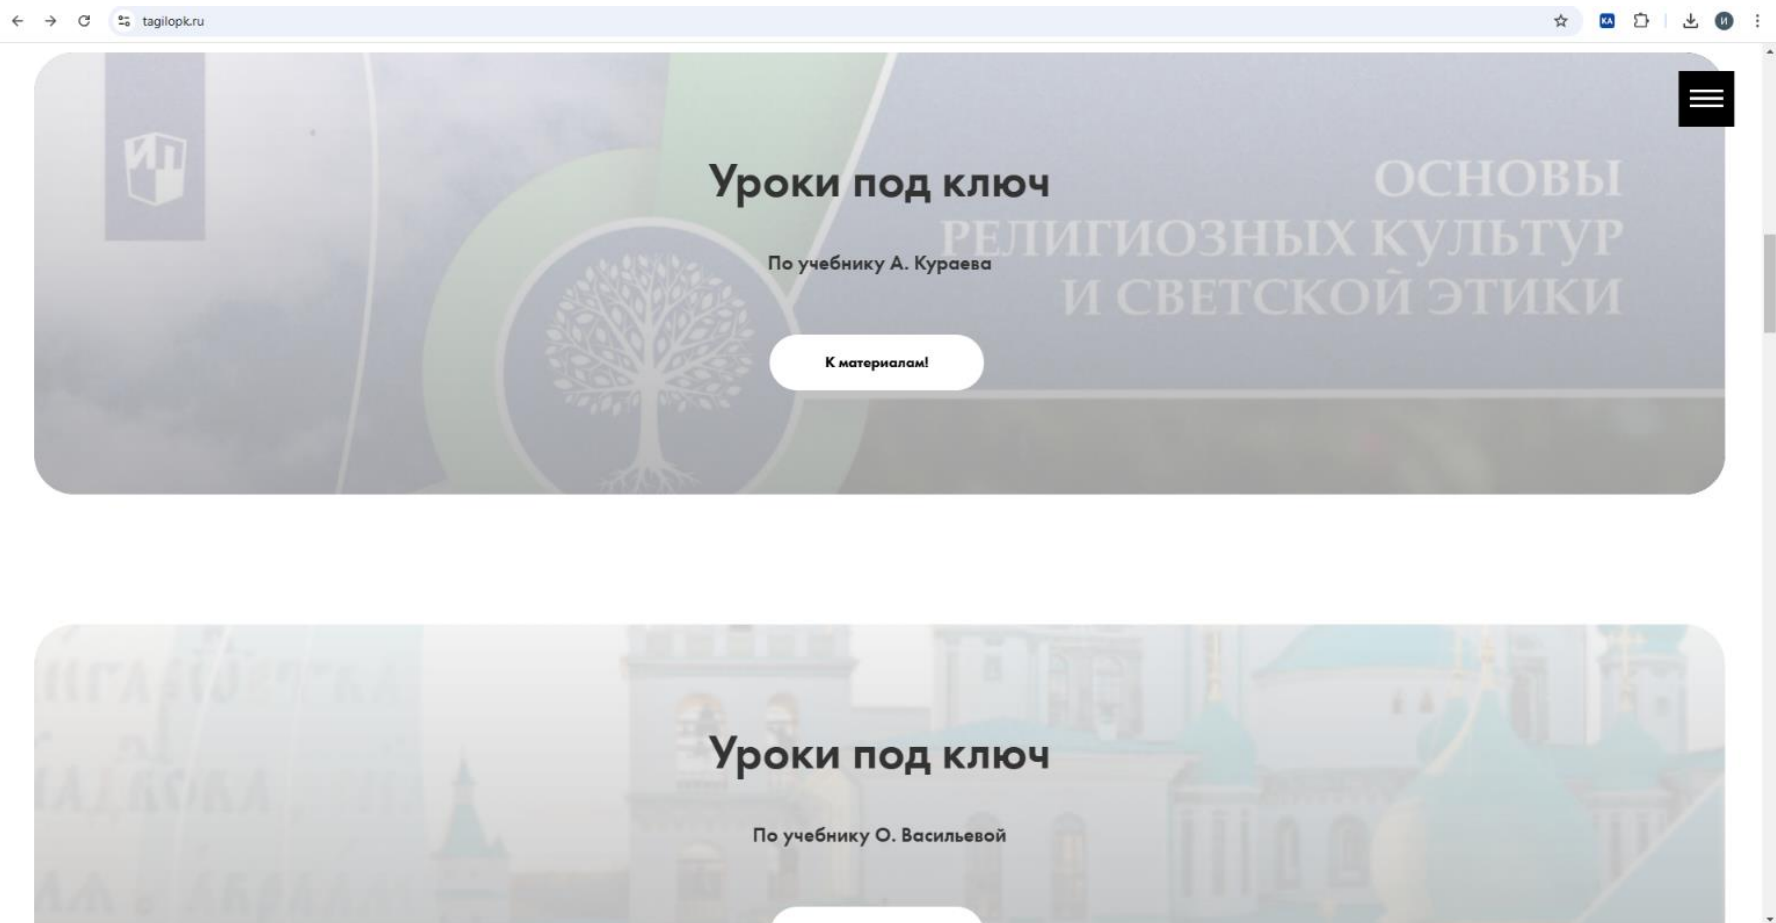 tagilopk.ru
КА
И
Уроки под ключ
По учебнику А. Кураева
К материалам!
ОСНОВЫ
РЕЛИГИОЗНЫХ КУЛЬТУР
И СВЕТСКОЙ ЭТИКИ
Уроки под ключ
По учебнику О. Васильевой